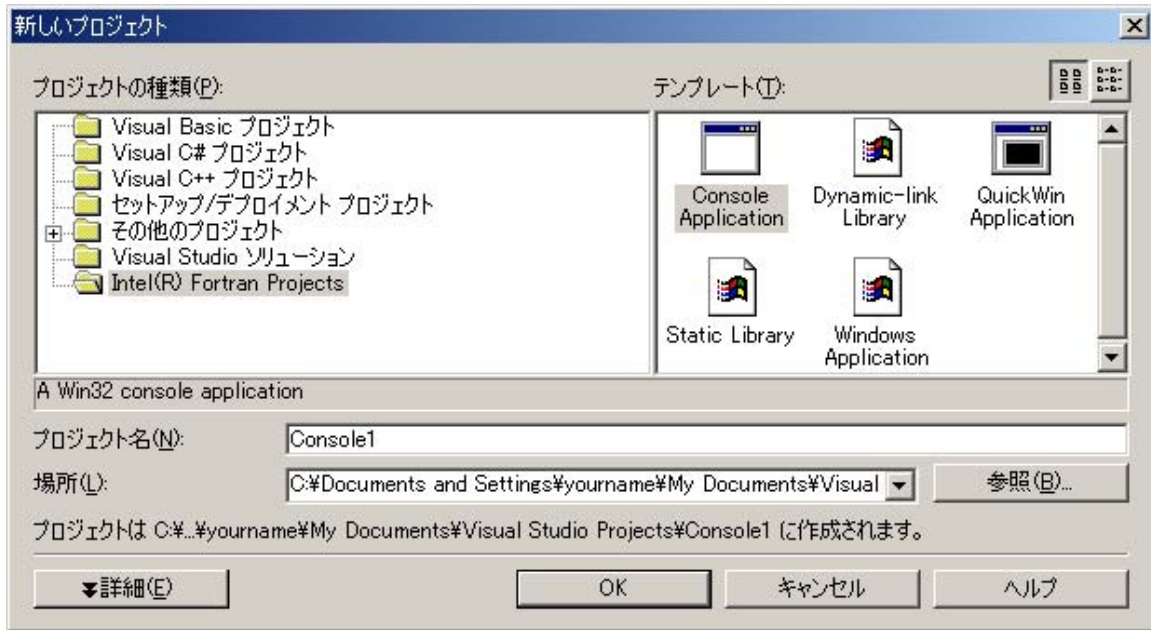 新しいプロジェクト
プロジェクトの種類(P):
Visual Basic プロジェクト
Visual C# プロジェクト
Visual C++ プロジェクト
セットアップ/デプロイメント プロジェクト
その他のプロジェクト
Visual Studio ソリューション
Intel(R) Fortran Projects
テンプレート(T):
Console
Application
Dynamic-link
Library
QuickWin
Application
Static Library
Windows
Application
A Win32 console application
プロジェクト名(N):
Console1
場所(L):
C:¥Documents and Settings¥yourname¥My Documents¥Visual
参照(B)...
プロジェクトは C:¥...¥yourname¥My Documents¥Visual Studio Projects¥Console1 に作成されます。
詳細(E)
OK
キャンセル
ヘルプ